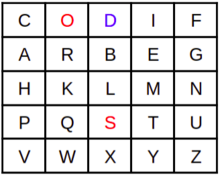 C O D I F
A R B E G
H K L M N
P Q S T U
V W X Y Z